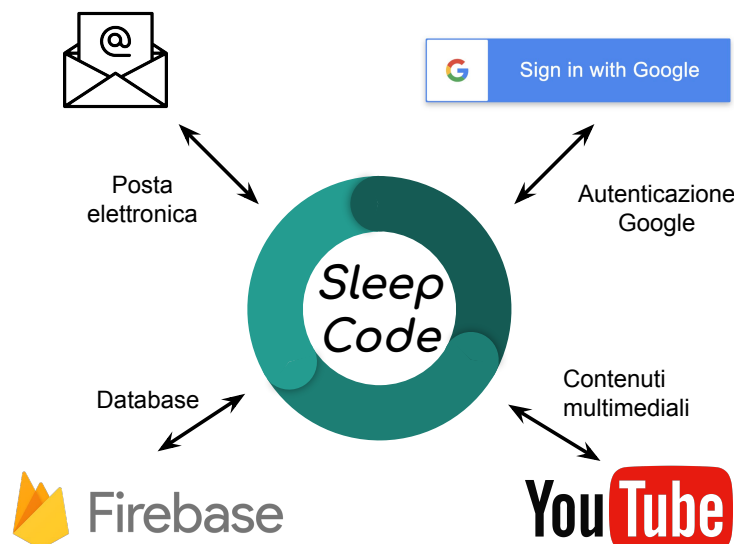 @
G Sign in with Google
Posta
elettronica
Autenticazione
Google
Sleep
Code
Database
Contenuti
multimediali
Firebase
YouTube